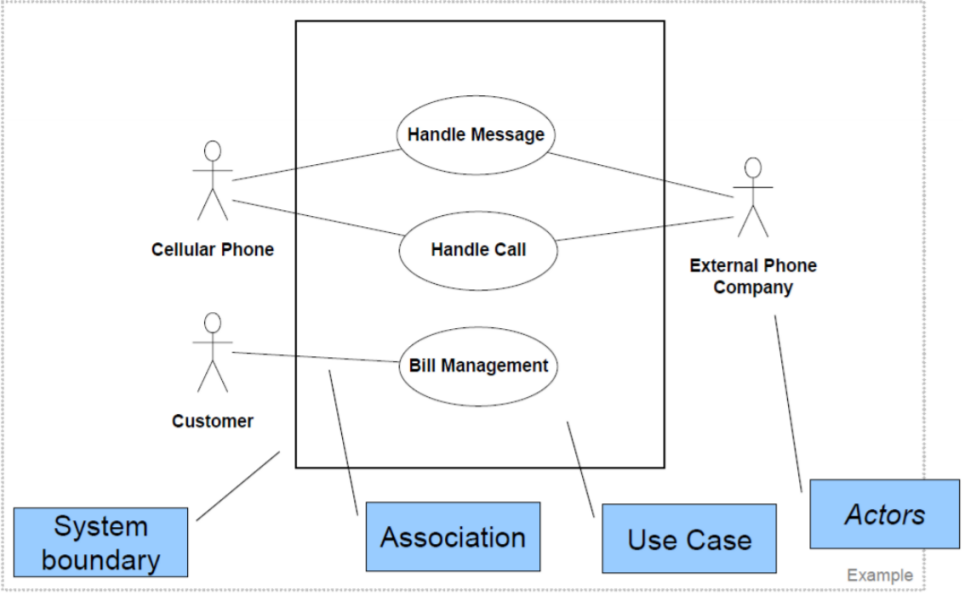 Handle Message
Cellular Phone
Handle Call
External Phone
Company
Bill Management
Customer
System
boundary
Association
Use Case
Actors
Example